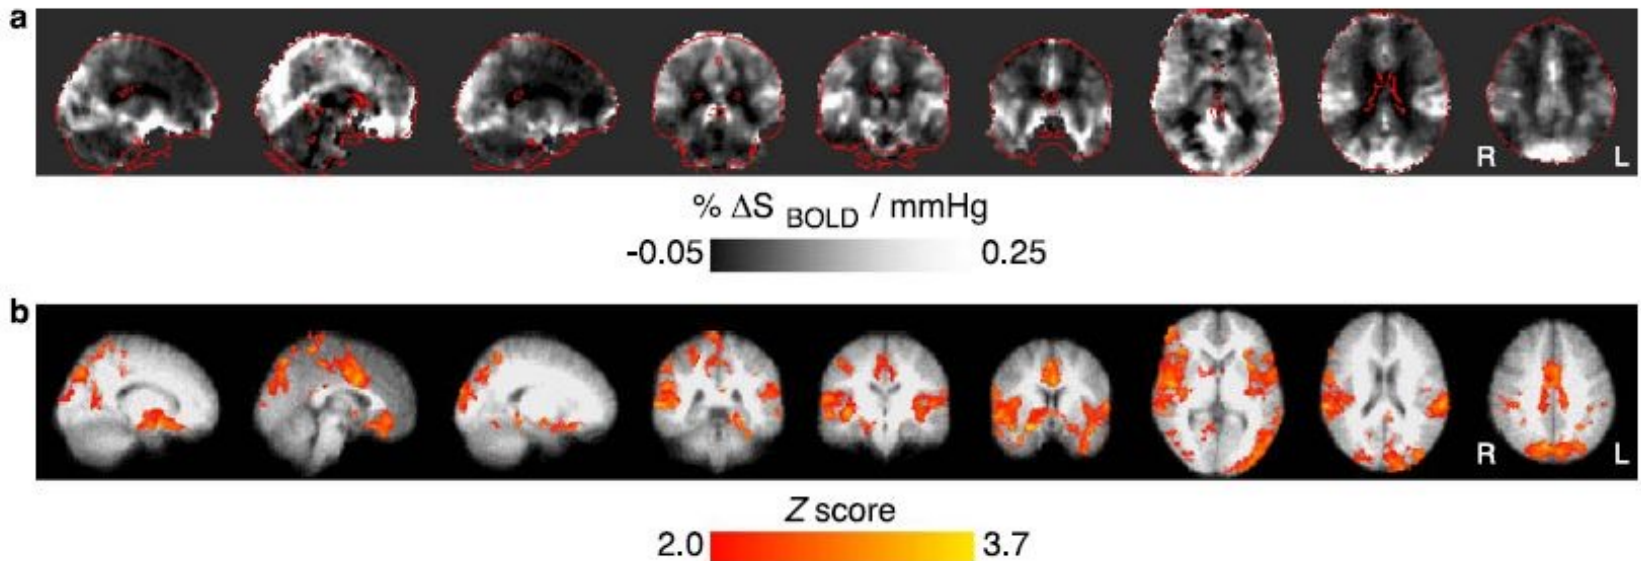 a
R L
% ΔS BOLD / mmHg
-0.05 0.25
b
R L
Z score
2.0 3.7